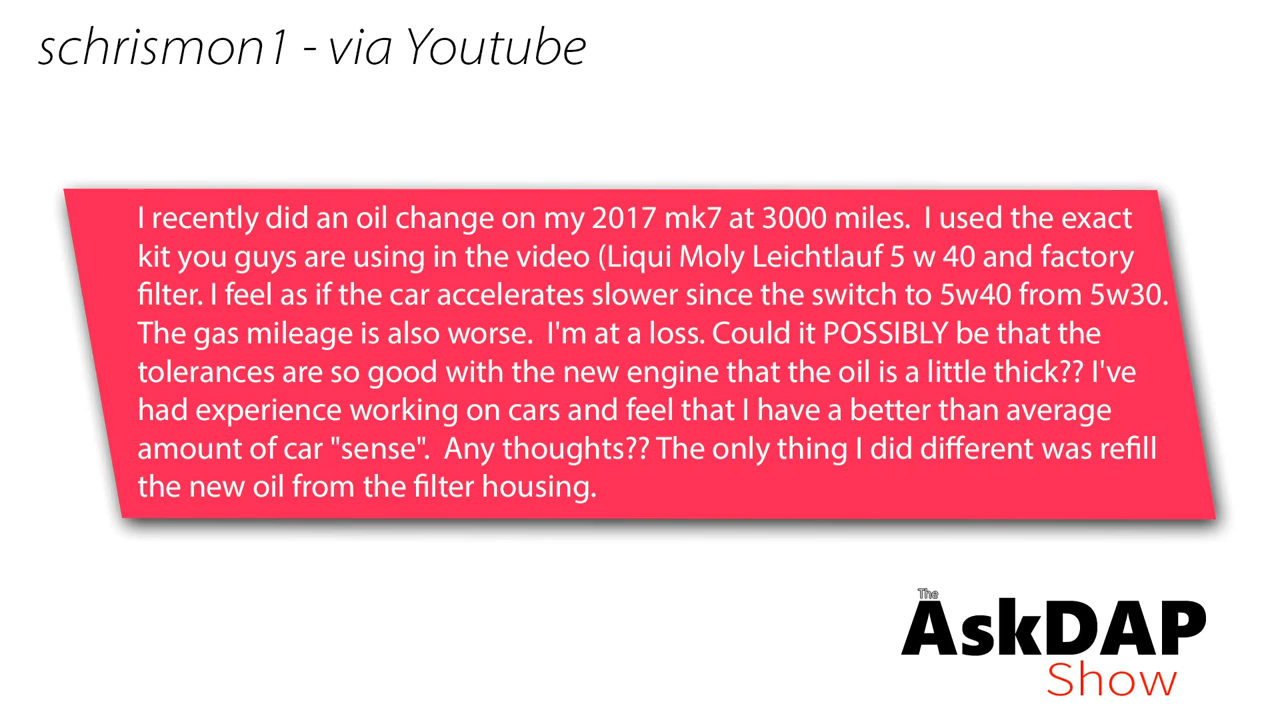 schrismon1 - via Youtube
I recently did an oil change on my 2017 mk7 at 3000 miles.  I used the exact
kit you guys are using in the video (Liqui Moly Leichtlauf 5 w 40 and factory
filter. I feel as if the car accelerates slower since the switch to 5w40 from 5w30.
The gas mileage is also worse.  I'm at a loss. Could it POSSIBLY be that the
tolerances are so good with the new engine that the oil is a little thick?? I've
had experience working on cars and feel that I have a better than average
amount of car "sense".  Any thoughts?? The only thing I did different was refill
the new oil from the filter housing.
The
AskDAP
Show